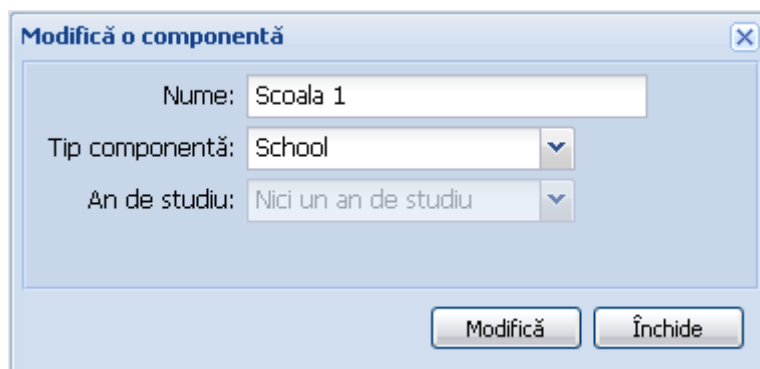 Modifică o componentă
Nume: Scoala 1
Tip componentă: School
An de studiu: Nici un an de studiu
Modifică Închide